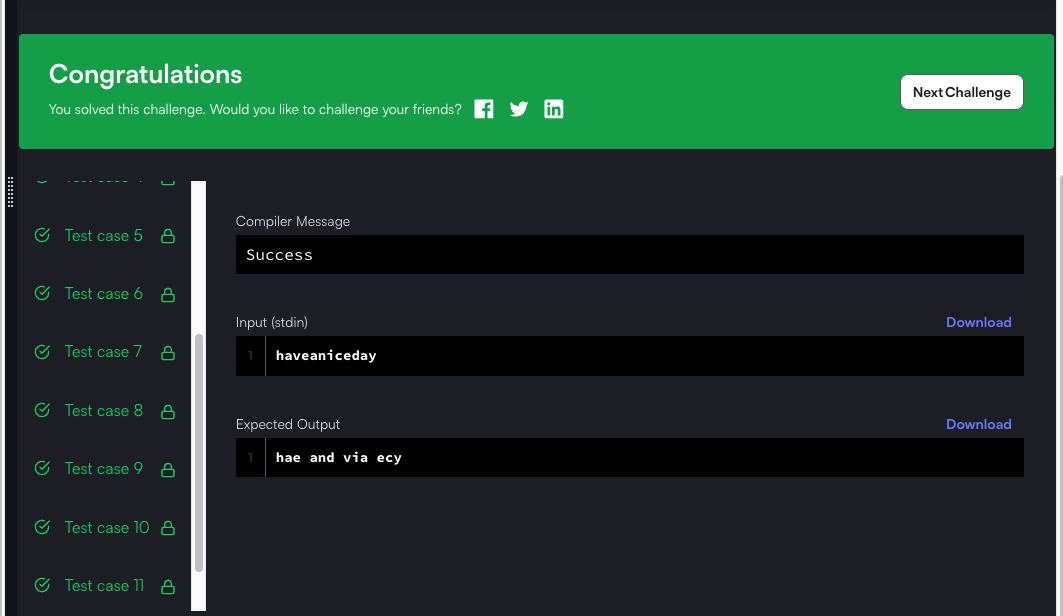 Congratulations
You solved this challenge. Would you like to challenge your friends?
Next Challenge
Test case 5
Test case 6
Test case 7
Test case 8
Test case 9
Test case 10
Test case 11
Compiler Message
Success
Input (stdin)
Download
1 haveaniceday
Expected Output
Download
1 hae and via ecy